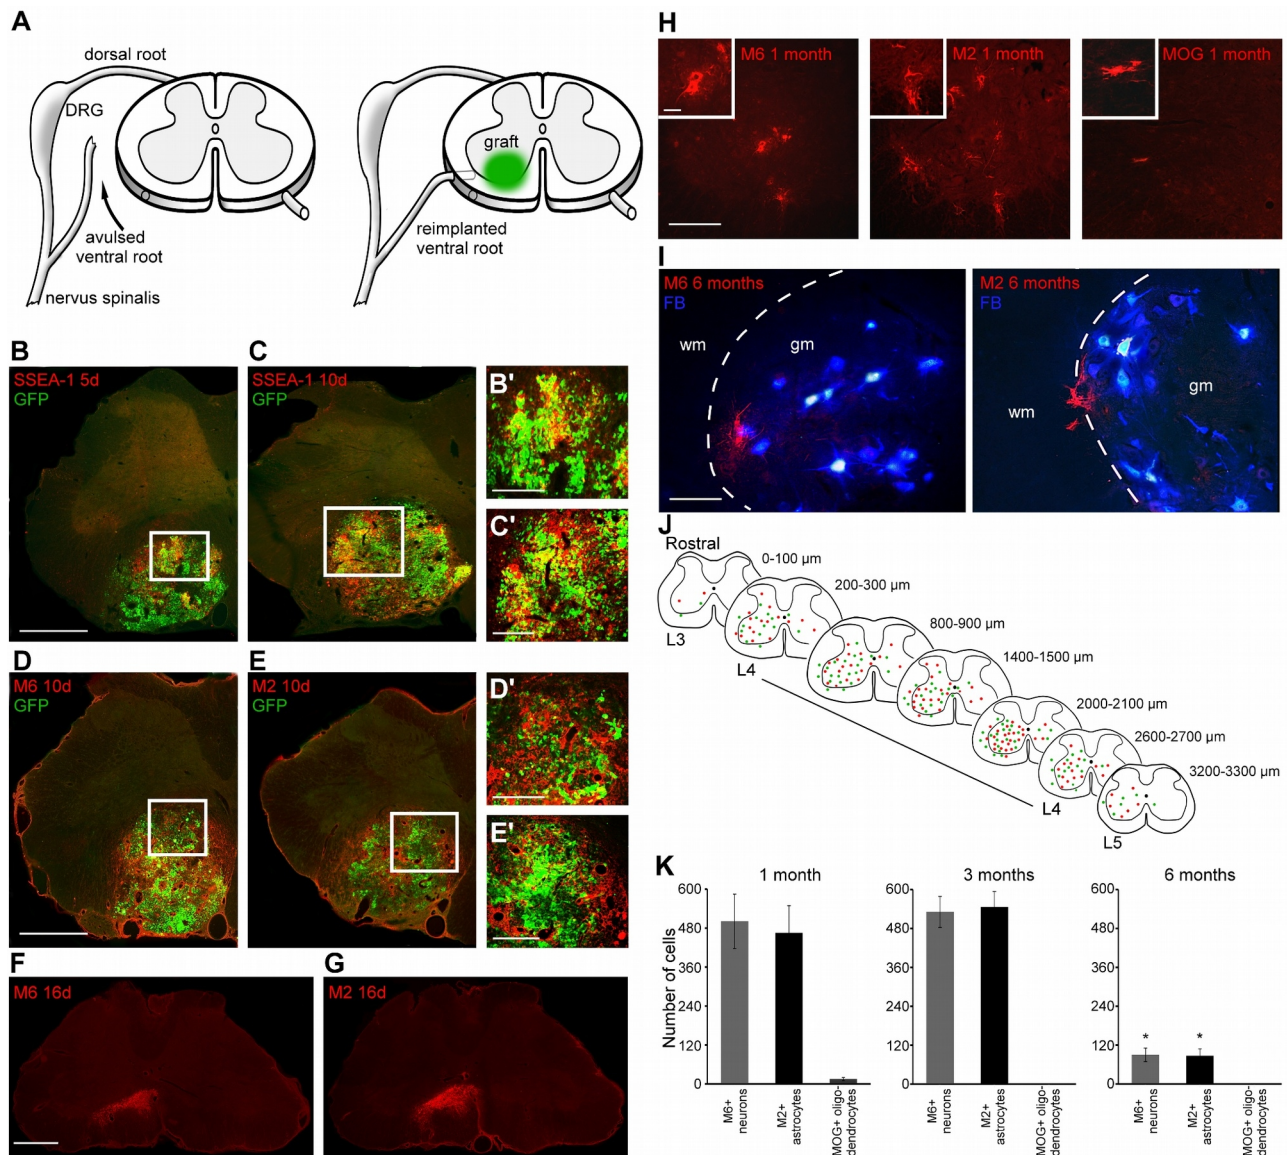 A
dorsal root
DRG
avulsed
ventral root
nervus spinalis
graft
reimplanted
ventral root
B
SSEA-1 5d
GFP
C
SSEA-1 10d
GFP
B'
C'
D
M6 10d
GFP
E
M2 10d
GFP
D'
E'
F
M6 16d
G
M2 16d
H
M6 1 month
M2 1 month
MOG 1 month
I
M6 6 months
FB
wm
gm
M2 6 months
FB
wm
gm
J
Rostral
0-100 µm
200-300 µm
800-900 µm
1400-1500 µm
2000-2100 µm
2600-2700 µm
3200-3300 µm
L3
L4
L4
L5
K
1 month
Number of cells
600
480
360
240
120
0
M6+
neurons
M2+
astrocytes
MOG+ oligo-
dendrocytes
3 months
600
480
360
240
120
0
M6+
neurons
M2+
astrocytes
MOG+ oligo-
dendrocytes
6 months
600
480
360
240
120
0
* *
M6+
neurons
M2+
astrocytes
MOG+ oligo-
dendrocytes